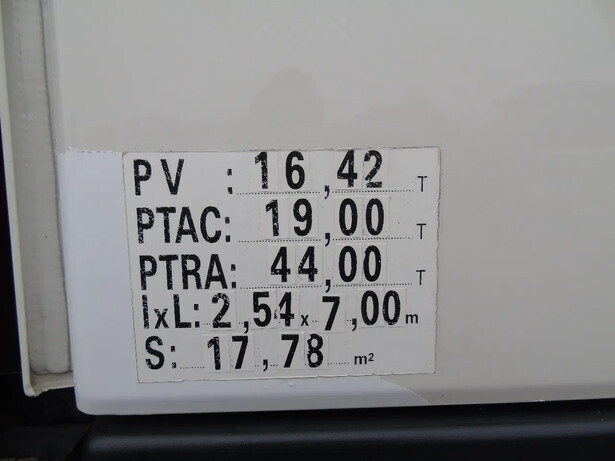 PV : 16,42 T
PTAC: 19,00 T
PTRA: 44,00 T
lxL: 2,54 x 7,00 m
S: 17,78 m²